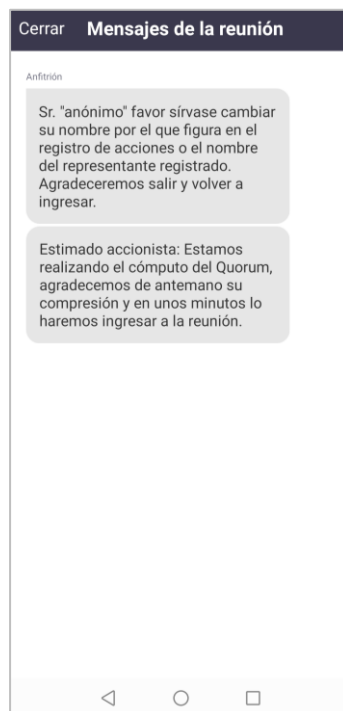 Cerrar Mensajes de la reunión
Anfitrión
Sr. "anónimo" favor sírvase cambiar
su nombre por el que figura en el
registro de acciones o el nombre
del representante registrado.
Agradeceremos salir y volver a
ingresar.
Estimado accionista: Estamos
realizando el cómputo del Quorum,
agradecemos de antemano su
compresión y en unos minutos lo
haremos ingresar a la reunión.